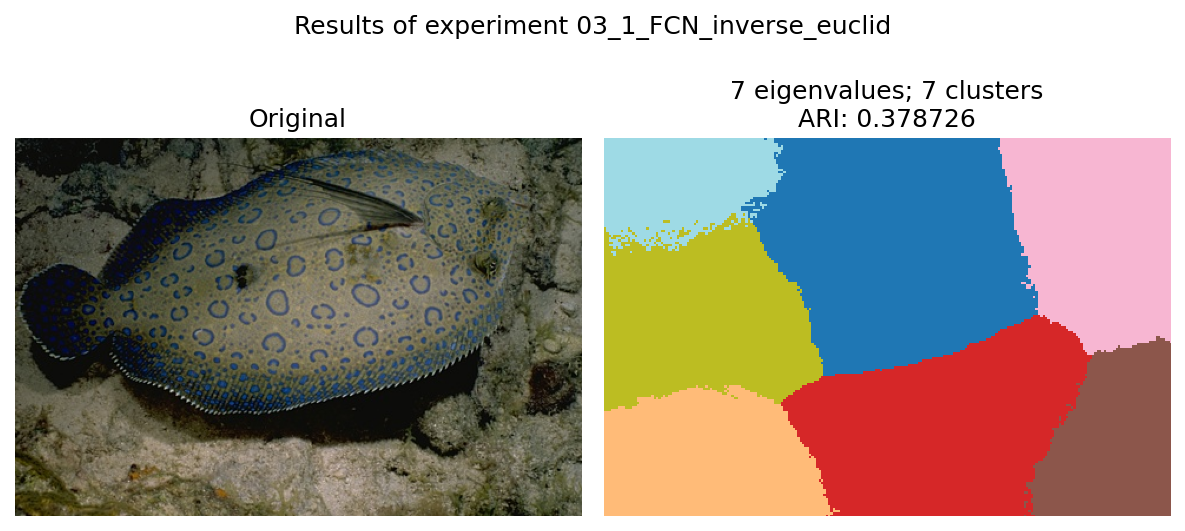 Results of experiment 03_1_FCN_inverse_euclid
Original
7 eigenvalues; 7 clusters
ARI: 0.378726